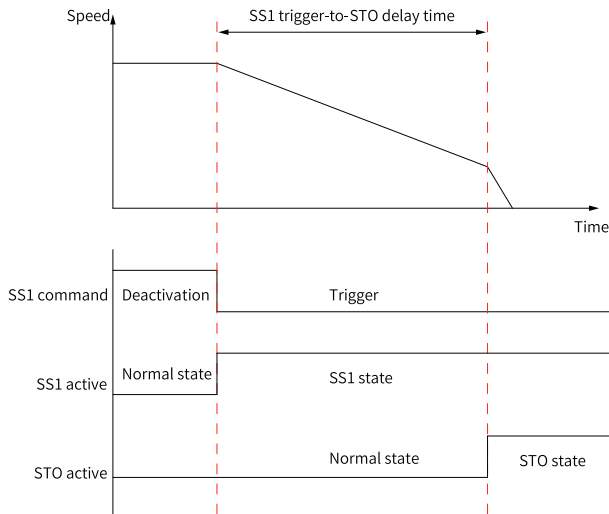 Speed
SS1 trigger-to-STO delay time
Time
SS1 command
Deactivation
Trigger
SS1 active
Normal state
SS1 state
STO active
Normal state
STO state